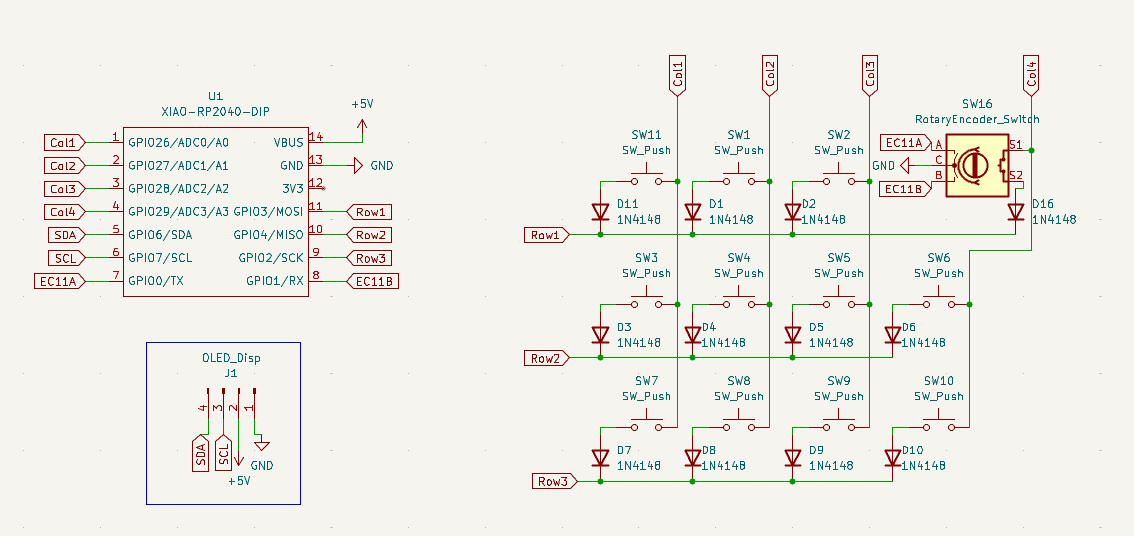 U1
XIAO-RP2040-DIP
+5V
Col1 1 GPIO26/ADC0/A0 VBUS 14
Col2 2 GPIO27/ADC1/A1 GND 13 GND
Col3 3 GPIO28/ADC2/A2 3V3 12
Col4 4 GPIO29/ADC3/A3 GPIO3/MOSI 11 Row1
SDA 5 GPIO6/SDA GPIO4/MISO 10 Row2
SCL 6 GPIO7/SCL GPIO2/SCK 9 Row3
EC11A 7 GPIO0/TX GPIO1/RX 8 EC11B
OLED_Disp
J1
4 3 2 1
SDA SCL GND
+5V
Col1 Col2 Col3 Col4
SW16
RotaryEncoder_Switch
SW11 SW1 SW2
SW_Push SW_Push SW_Push
EC11A A S1
GND C
EC11B B S2
D11 D1 D2 D16
1N4148 1N4148 1N4148 1N4148
Row1
SW3 SW4 SW5 SW6
SW_Push SW_Push SW_Push SW_Push
D3 D4 D5 D6
1N4148 1N4148 1N4148 1N4148
Row2
SW7 SW8 SW9 SW10
SW_Push SW_Push SW_Push SW_Push
D7 D8 D9 D10
1N4148 1N4148 1N4148 1N4148
Row3